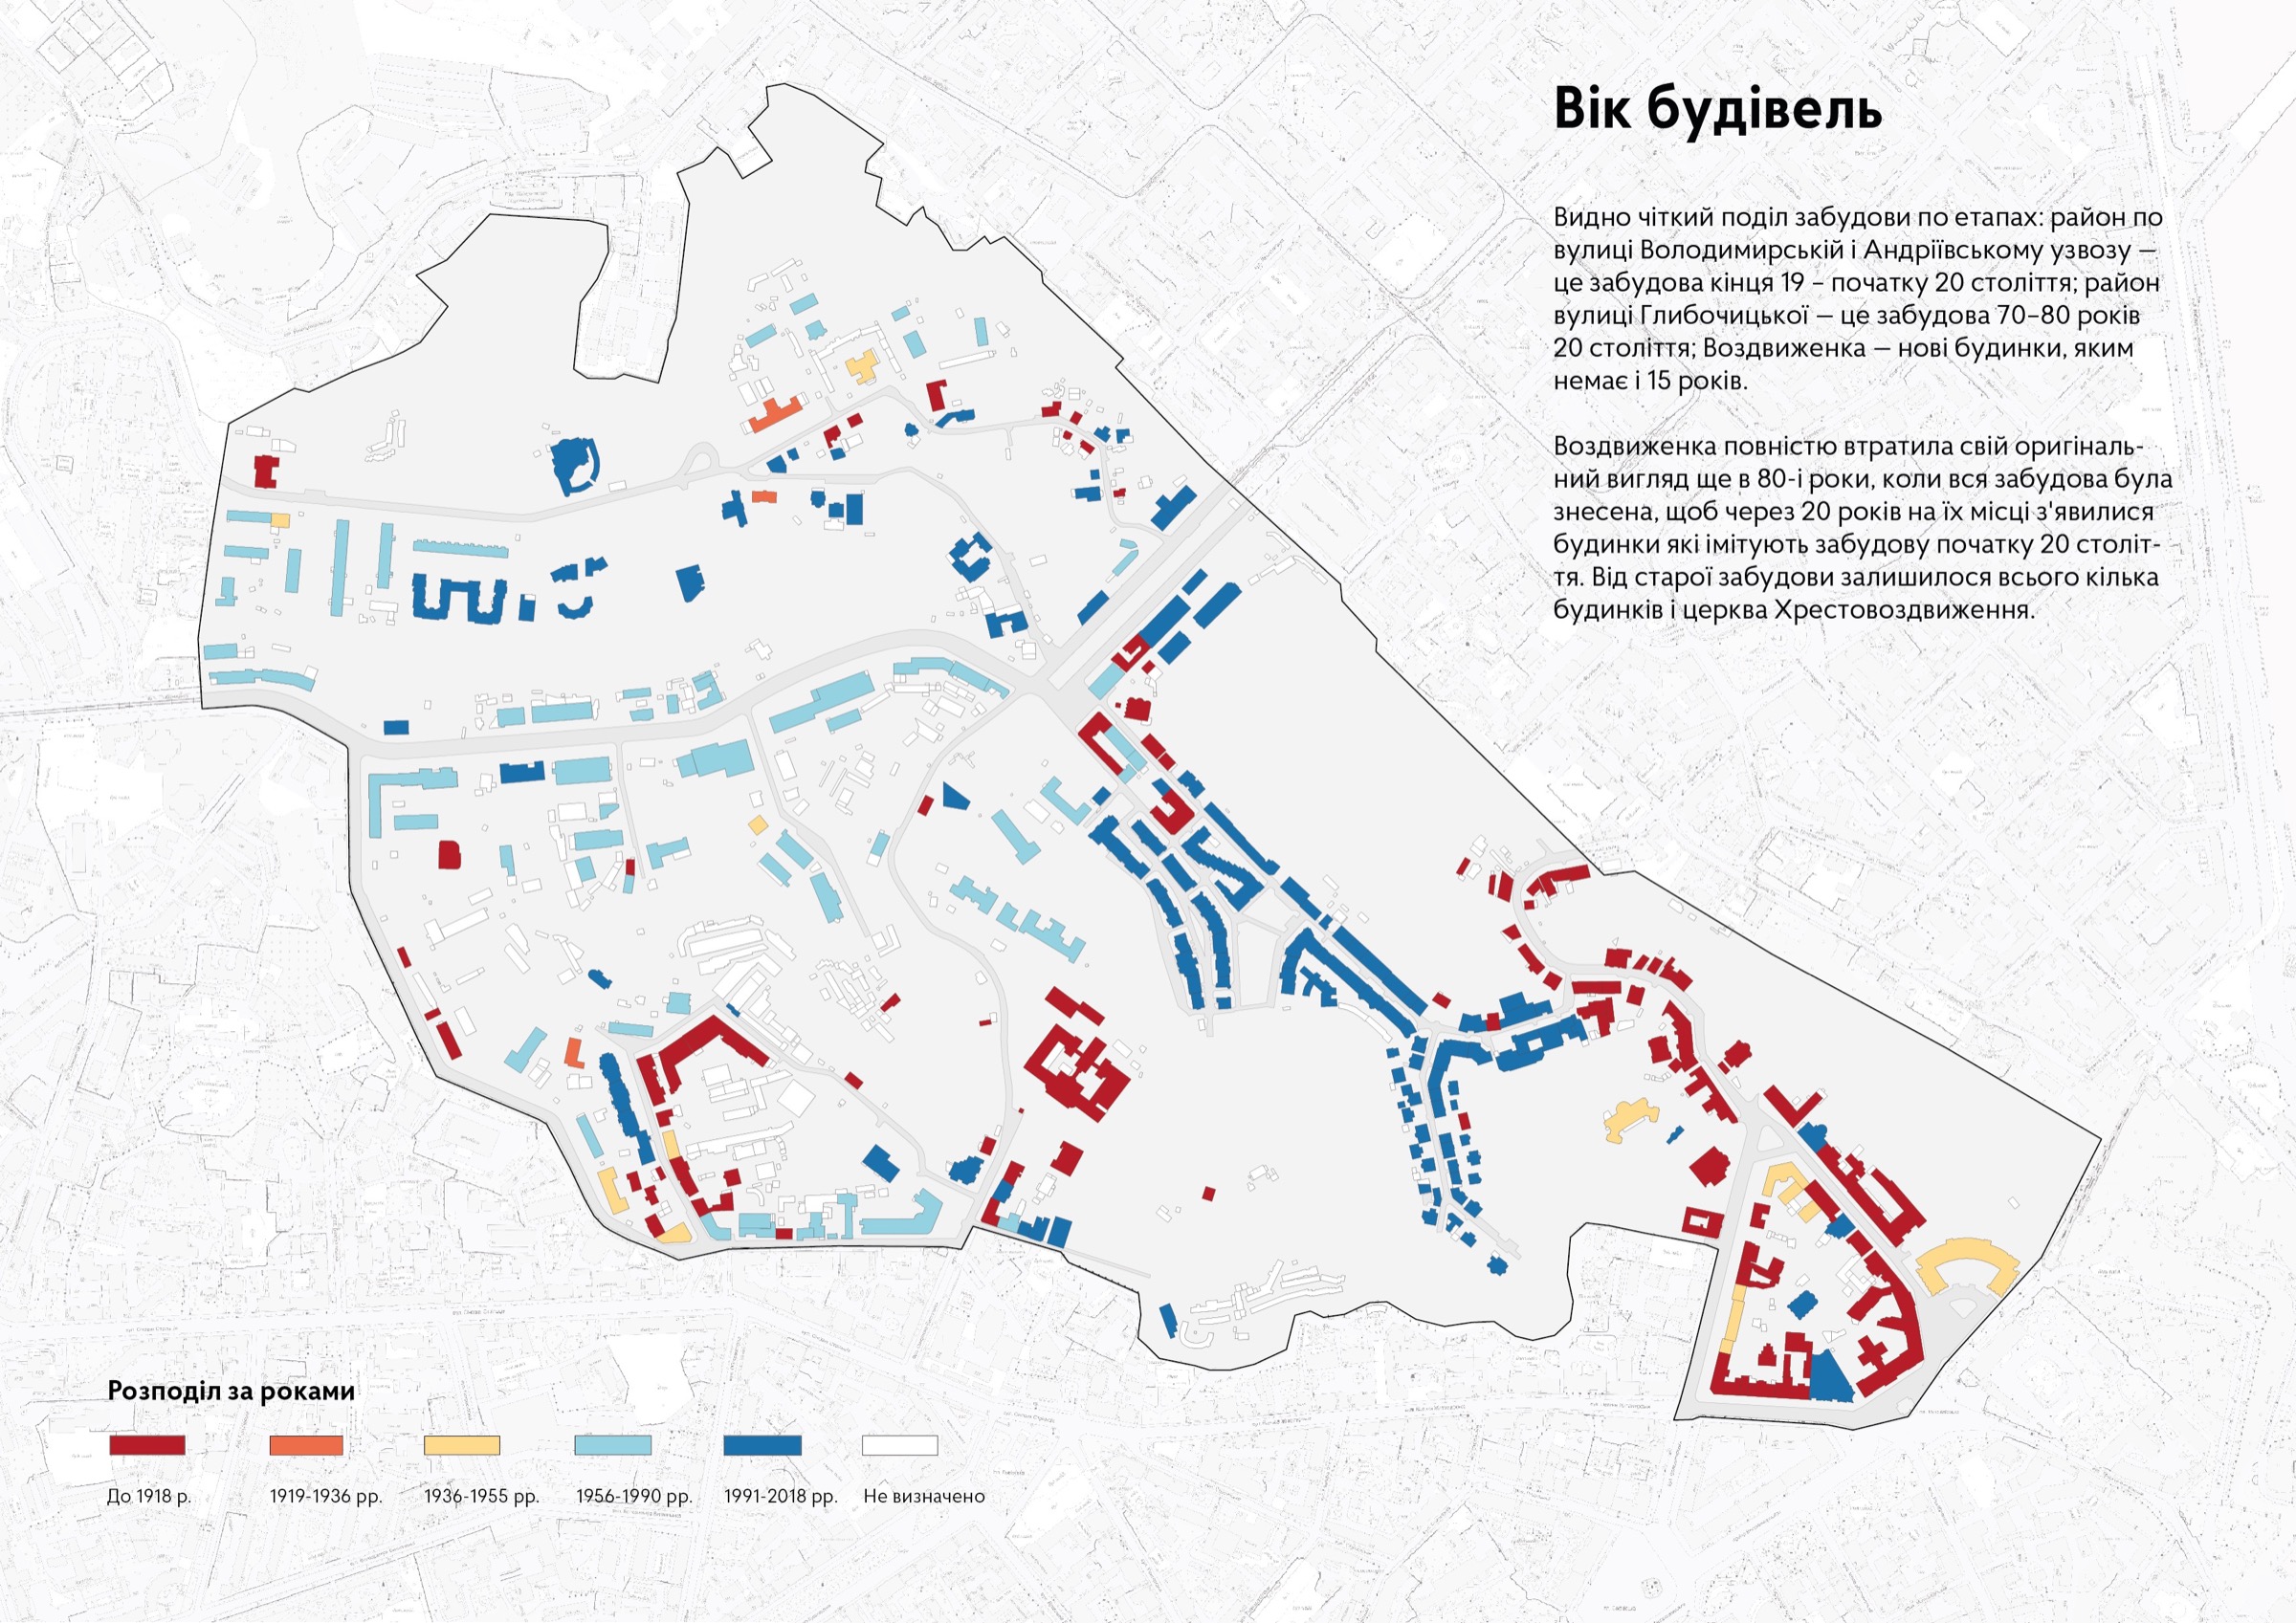 Вік будівель
Видно чіткий поділ забудови по етапах: район по
вулиці Володимирській і Андріївському узвозу —
це забудова кінця 19 – початку 20 століття; район
вулиці Глибочицької — це забудова 70–80 років
20 століття; Воздвиженка — нові будинки, яким
немає і 15 років.
Воздвиженка повністю втратила свій оригіналь-
ний вигляд ще в 80-і роки, коли вся забудова була
знесена, щоб через 20 років на їх місці з'явилися
будинки які імітують забудову початку 20 століт-
тя. Від старої забудови залишилося всього кілька
будинків і церква Хрестовоздвиження.
Розподіл за роками
До 1918 р.
1919-1936 рр.
1936-1955 рр.
1956-1990 рр.
1991-2018 рр.
Не визначено